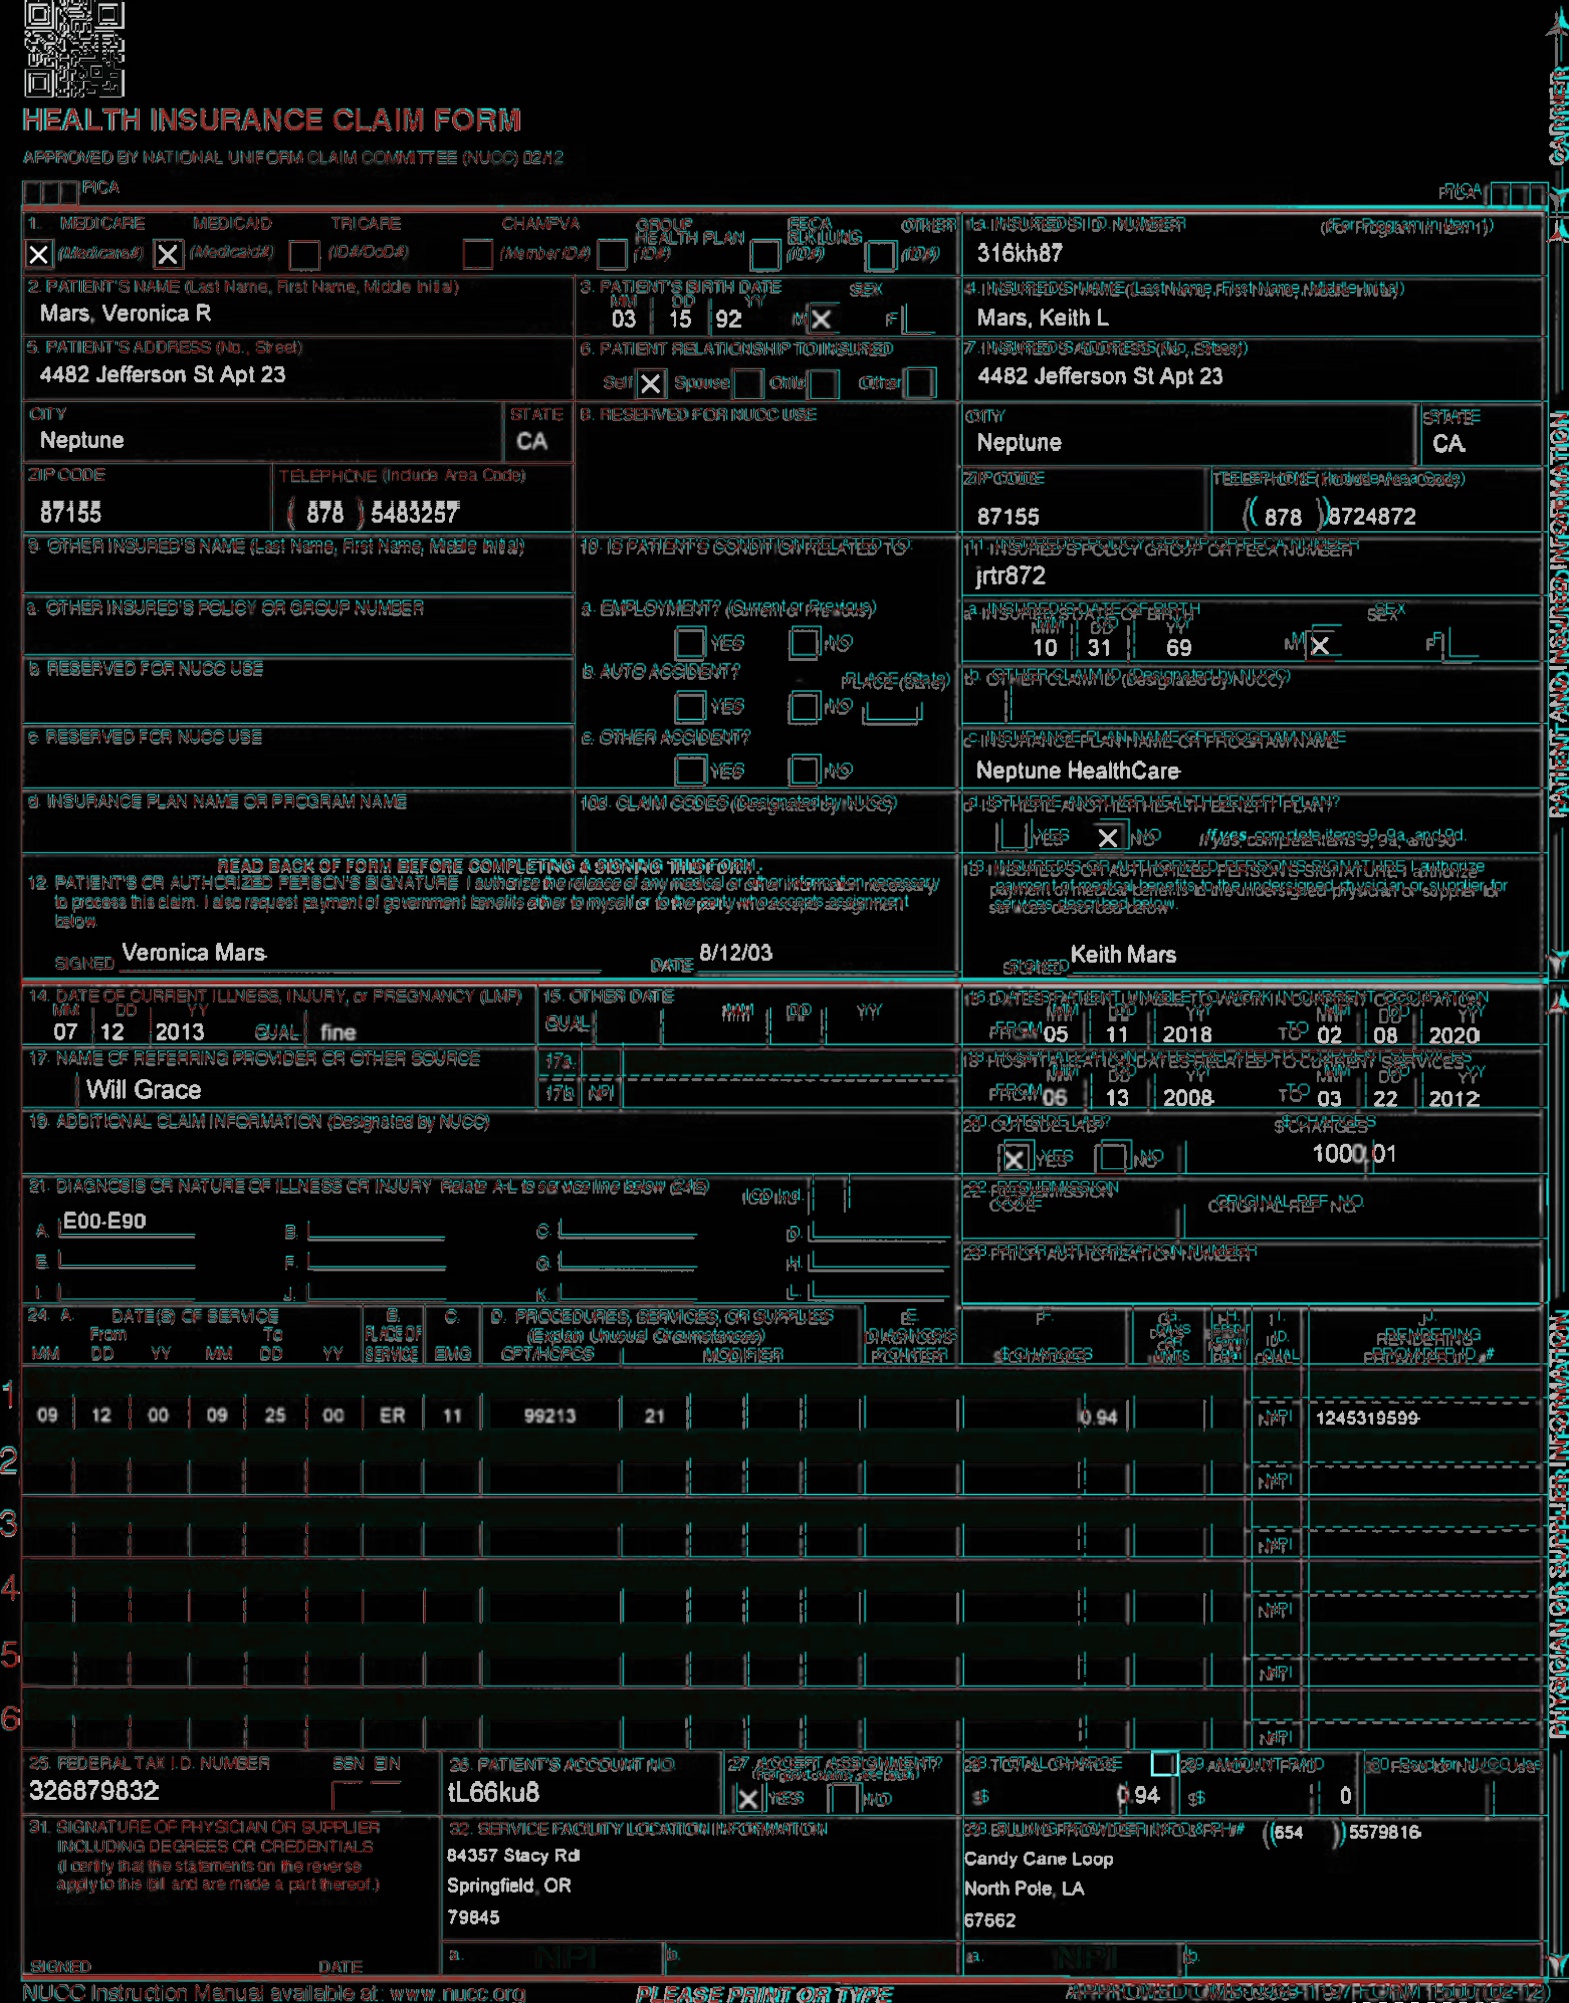 HEALTH INSURANCE CLAIM FORM
APPROVED BY NATIONAL UNIFORM CLAIM COMMITTEE (NUCC) 02/12
PICA
PICA
CARRIER
1. MEDICARE MEDICAID TRICARE CHAMPVA GROUP HEALTH PLAN FECA BLK LUNG OTHER
(Medicare#) (Medicaid#) (ID#/DoD#) (Member ID#) (ID#) (ID#) (ID#)
1a. INSURED'S I.D. NUMBER (For Program in Item 1)
316kh87
2. PATIENT'S NAME (Last Name, First Name, Middle Initial)
Mars, Veronica R
3. PATIENT'S BIRTH DATE SEX
MM DD YY
03 15 92 M X F
4. INSURED'S NAME (Last Name, First Name, Middle Initial)
Mars, Keith L
5. PATIENT'S ADDRESS (No., Street)
4482 Jefferson St Apt 23
6. PATIENT RELATIONSHIP TO INSURED
Self X Spouse Child Other
7. INSURED'S ADDRESS (No., Street)
4482 Jefferson St Apt 23
CITY STATE
Neptune CA
8. RESERVED FOR NUCC USE
CITY STATE
Neptune CA
ZIP CODE TELEPHONE (Include Area Code)
87155 ( 878 ) 5483257
ZIP CODE TELEPHONE (Include Area Code)
87155 ( 878 ) 8724872
9. OTHER INSURED'S NAME (Last Name, First Name, Middle Initial)
10. IS PATIENT'S CONDITION RELATED TO:
11. INSURED'S POLICY GROUP OR FECA NUMBER
jrtr872
a. OTHER INSURED'S POLICY OR GROUP NUMBER
a. EMPLOYMENT? (Current or Previous)
YES NO
a. INSURED'S DATE OF BIRTH SEX
MM DD YY
10 31 69 M X F
b. RESERVED FOR NUCC USE
b. AUTO ACCIDENT? PLACE (State)
YES NO
b. OTHER CLAIM ID (Designated by NUCC)
c. RESERVED FOR NUCC USE
c. OTHER ACCIDENT?
YES NO
c. INSURANCE PLAN NAME OR PROGRAM NAME
Neptune HealthCare
d. INSURANCE PLAN NAME OR PROGRAM NAME
10d. CLAIM CODES (Designated by NUCC)
d. IS THERE ANOTHER HEALTH BENEFIT PLAN?
YES X NO If yes, complete items 9, 9a, and 9d.
PATIENT AND INSURED INFORMATION
READ BACK OF FORM BEFORE COMPLETING & SIGNING THIS FORM.
12. PATIENT'S OR AUTHORIZED PERSON'S SIGNATURE I authorize the release of any medical or other information necessary
to process this claim. I also request payment of government benefits either to myself or to the party who accepts assignment
below.
SIGNED Veronica Mars DATE 8/12/03
13. INSURED'S OR AUTHORIZED PERSON'S SIGNATURE I authorize
payment of medical benefits to the undersigned physician or supplier for
services described below.
SIGNED Keith Mars
14. DATE OF CURRENT ILLNESS, INJURY, or PREGNANCY (LMP)
MM DD YY
07 12 2013 QUAL. fine
15. OTHER DATE
QUAL. MM DD YYY
16. DATES PATIENT UNABLE TO WORK IN CURRENT OCCUPATION
MM DD YY MM DD YY
FROM 05 11 2018 TO 02 08 2020
17. NAME OF REFERRING PROVIDER OR OTHER SOURCE
Will Grace
17a.
17b. NPI
18. HOSPITALIZATION DATES RELATED TO CURRENT SERVICES
MM DD YY MM DD YY
FROM 06 13 2008 TO 03 22 2012
19. ADDITIONAL CLAIM INFORMATION (Designated by NUCC)
20. OUTSIDE LAB? $ CHARGES
X YES NO 1000 01
21. DIAGNOSIS OR NATURE OF ILLNESS OR INJURY Relate A-L to service line below (24E) ICD Ind.
A. E00-E90 B. C. D.
E. F. G. H.
I. J. K. L.
22. RESUBMISSION CODE ORIGINAL REF. NO.
23. PRIOR AUTHORIZATION NUMBER
24. A. DATE(S) OF SERVICE B. C. D. PROCEDURES, SERVICES, OR SUPPLIES E. F. G. H. I. J.
From To PLACE OF (Explain Unusual Circumstances) DIAGNOSIS DAYS OR ID. RENDERING
MM DD YY MM DD YY SERVICE EMG CPT/HCPCS MODIFIER POINTER $ CHARGES UNITS QUAL. PROVIDER ID. #
1
09 12 00 09 25 00 ER 11 99213 21 0.94 NPI 1245319599
2
NPI
3
NPI
4
NPI
5
NPI
6
NPI
PHYSICIAN OR SUPPLIER INFORMATION
25. FEDERAL TAX I.D. NUMBER SSN EIN
326879832
26. PATIENT'S ACCOUNT NO.
tL66ku8
27. ACCEPT ASSIGNMENT?
(For govt. claims, see back)
X YES NO
28. TOTAL CHARGE
$ 0.94
29. AMOUNT PAID
$ 0
30. Rsvd for NUCC Use
31. SIGNATURE OF PHYSICIAN OR SUPPLIER
INCLUDING DEGREES OR CREDENTIALS
(I certify that the statements on the reverse
apply to this bill and are made a part thereof.)
SIGNED DATE
32. SERVICE FACILITY LOCATION INFORMATION
84357 Stacy Rd
Springfield, OR
79845
a. NPI b.
33. BILLING PROVIDER INFO & PH# (654 ) 5579816
Candy Cane Loop
North Pole, LA
67662
a. NPI b.
NUCC Instruction Manual available at: www.nucc.org
PLEASE PRINT OR TYPE
APPROVED OMB-0938-1197 FORM 1500 (02-12)